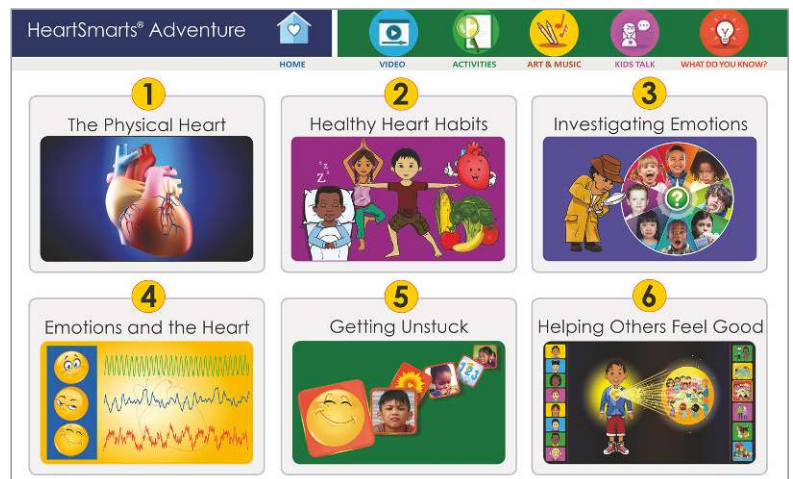 HeartSmarts® Adventure
HOME
VIDEO
ACTIVITIES
ART & MUSIC
KIDS TALK
WHAT DO YOU KNOW?
1
The Physical Heart
2
Healthy Heart Habits
z z Z
3
Investigating Emotions
?
4
Emotions and the Heart
5
Getting Unstuck
123
6
Helping Others Feel Good